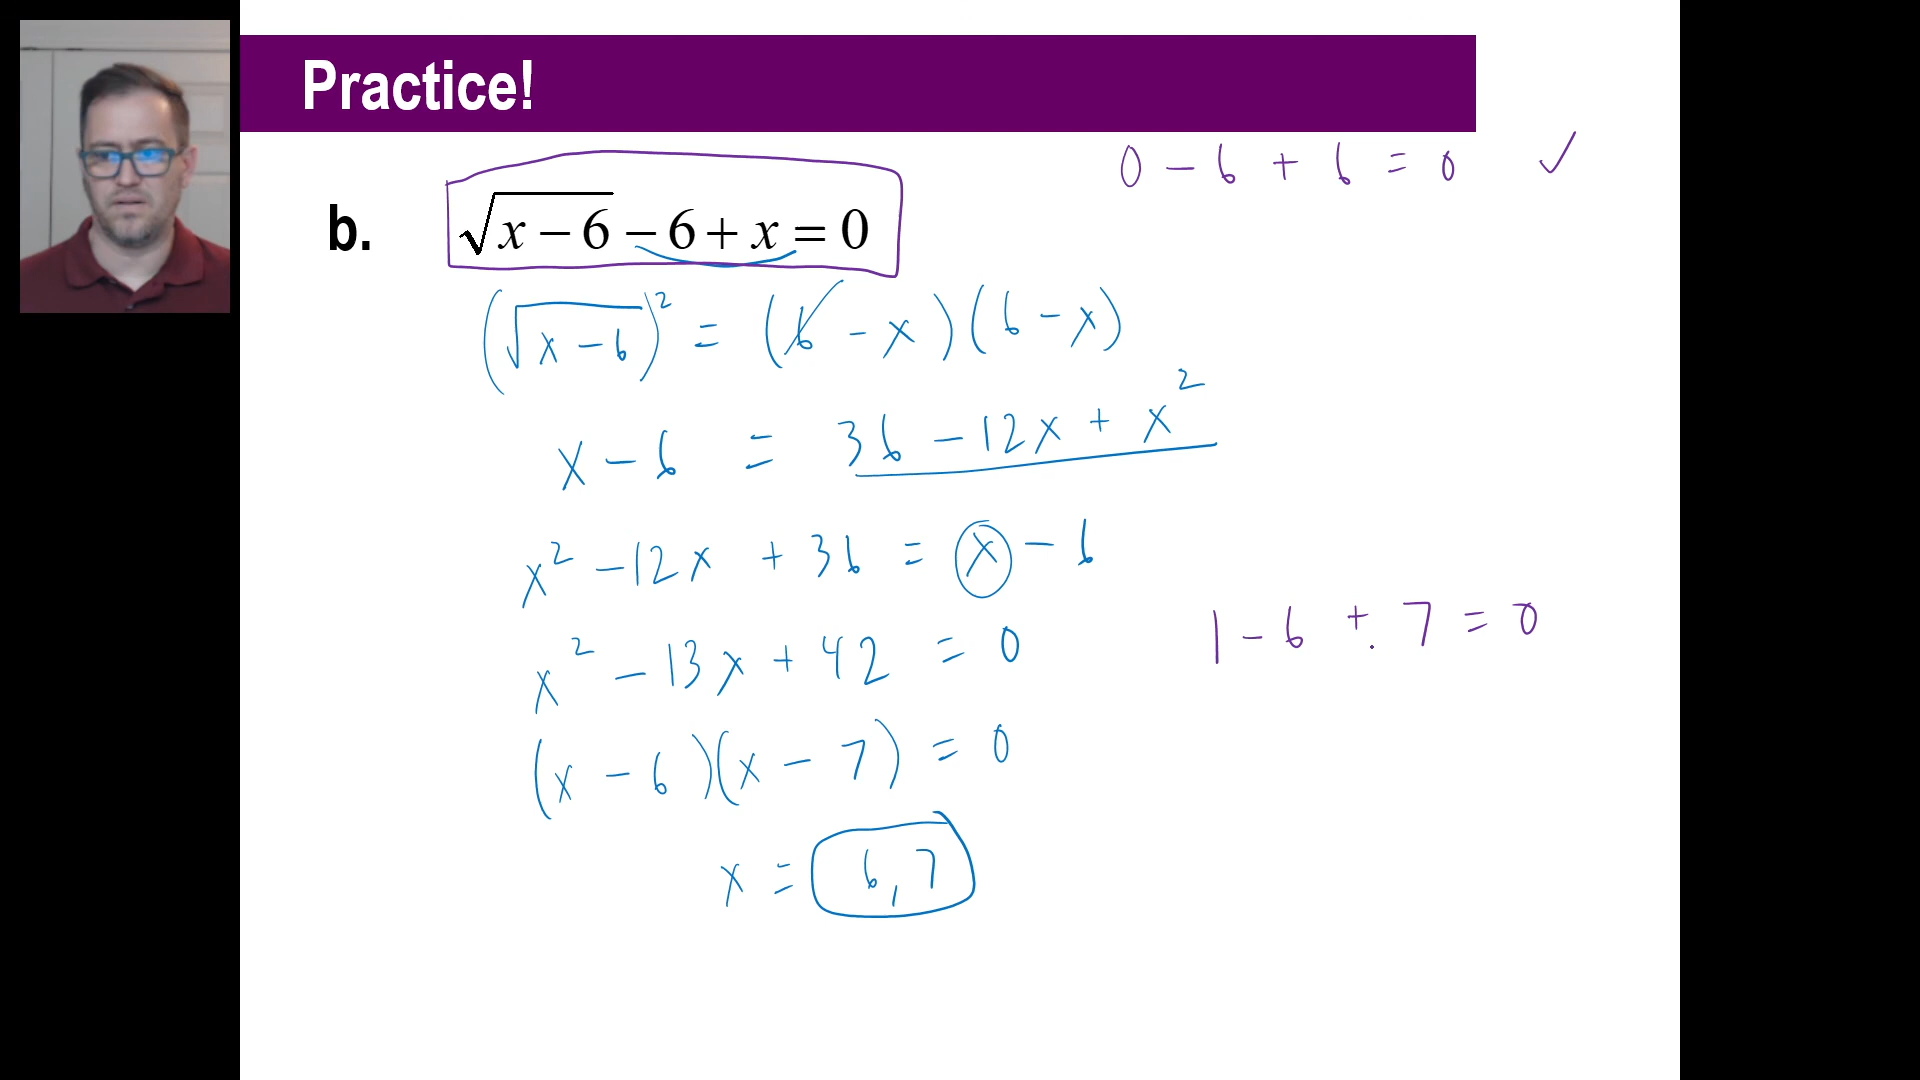 Practice!
0 - 6 + 6 = 0 ✓
b. √(x - 6) - 6 + x = 0
(√(x - 6))² = (6 - x)(6 - x)
x - 6 = 36 - 12x + x²
x² - 12x + 36 = x - 6
1 - 6 + 7 = 0
x² - 13x + 42 = 0
(x - 6)(x - 7) = 0
x = 6, 7